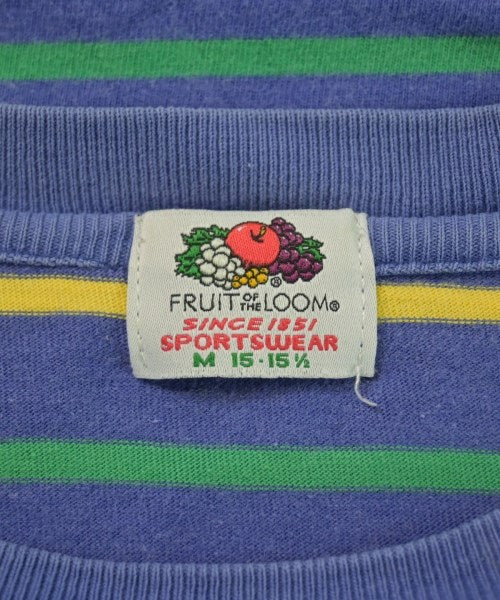 FRUIT OF THE LOOM®
SINCE 1851
SPORTSWEAR
M 15-15½